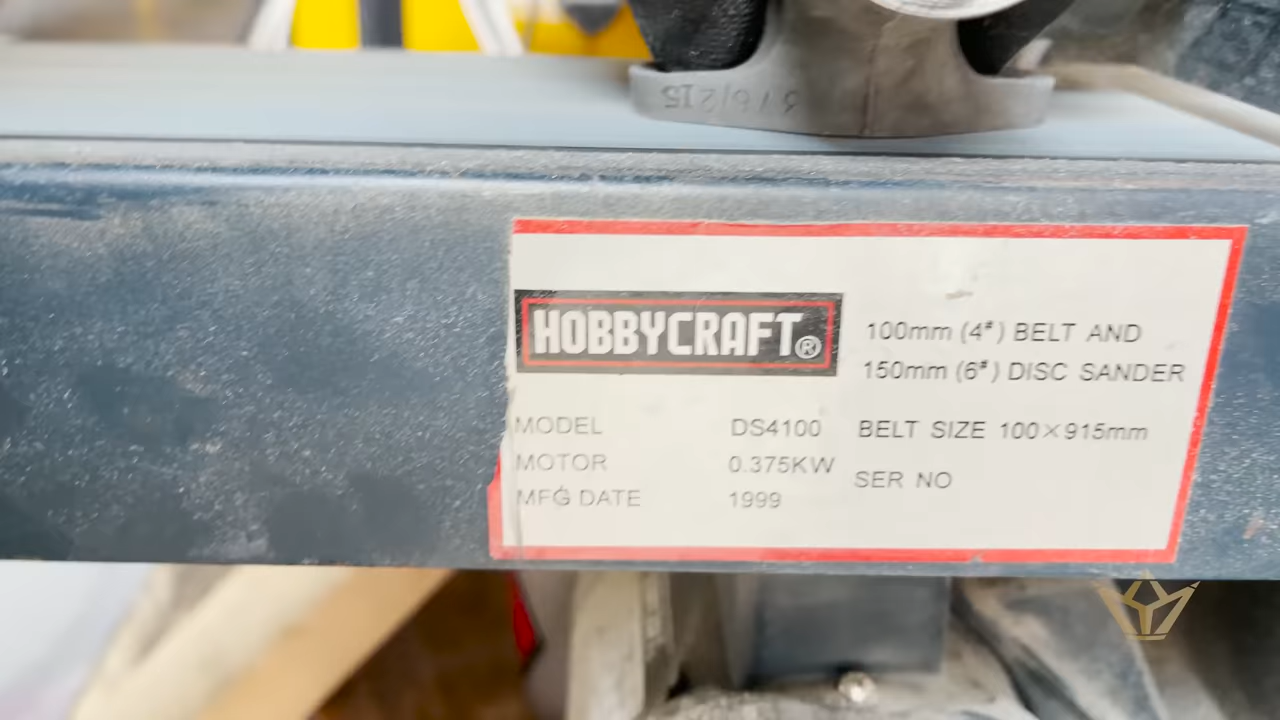 HOBBYCRAFT®
100mm (4") BELT AND
150mm (6") DISC SANDER
MODEL DS4100 BELT SIZE 100×915mm
MOTOR 0.375KW
SER NO
MFG DATE 1999